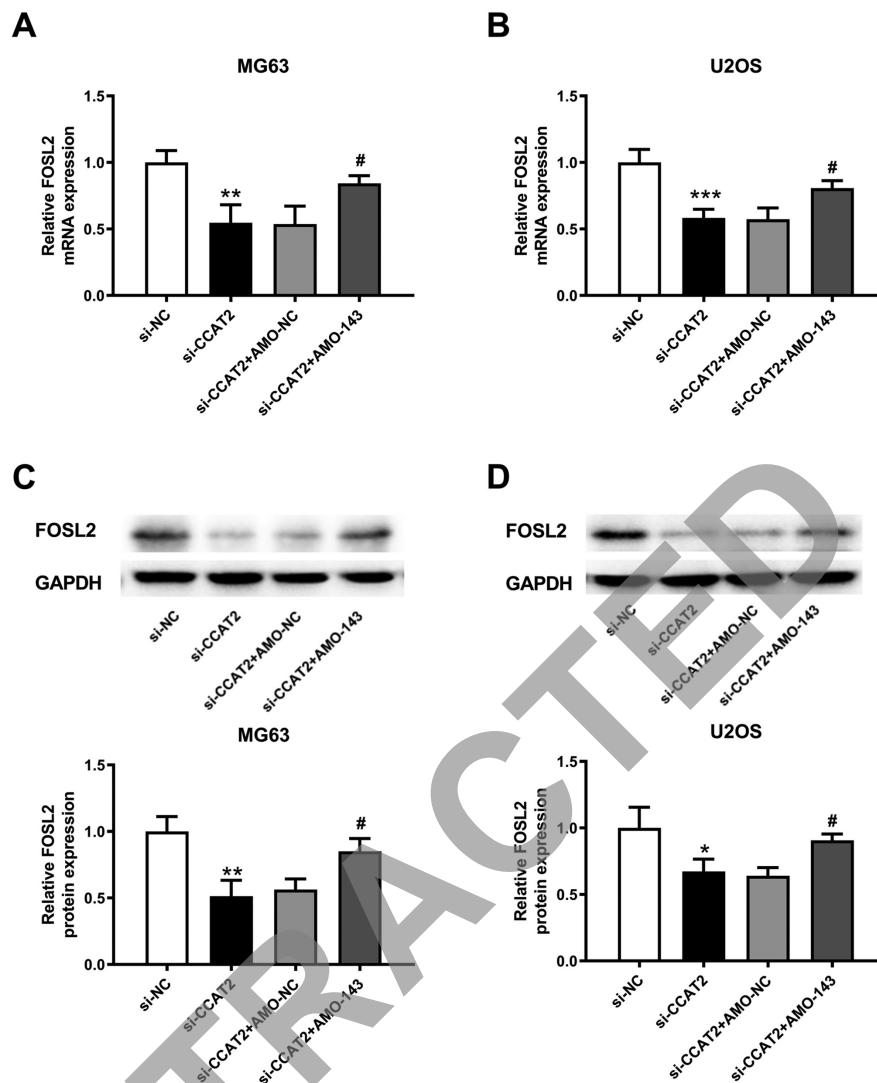 A
MG63
Relative FOSL2
mRNA expression
1.5
1.0
0.5
0.0
**
#
si-NC
si-CCAT2
si-CCAT2+AMO-NC
si-CCAT2+AMO-143
B
U2OS
Relative FOSL2
mRNA expression
1.5
1.0
0.5
0.0
***
#
si-NC
si-CCAT2
si-CCAT2+AMO-NC
si-CCAT2+AMO-143
C
FOSL2
GAPDH
si-NC
si-CCAT2
si-CCAT2+AMO-NC
si-CCAT2+AMO-143
MG63
Relative FOSL2
protein expression
1.5
1.0
0.5
0.0
**
#
si-NC
si-CCAT2
si-CCAT2+AMO-NC
si-CCAT2+AMO-143
D
FOSL2
GAPDH
si-NC
si-CCAT2
si-CCAT2+AMO-NC
si-CCAT2+AMO-143
U2OS
Relative FOSL2
protein expression
1.5
1.0
0.5
0.0
*
#
si-NC
si-CCAT2
si-CCAT2+AMO-NC
si-CCAT2+AMO-143
TRACTED